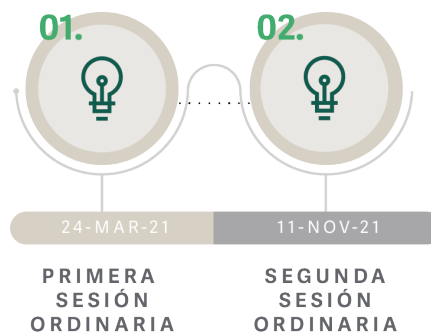 01.
02.
24-MAR-21
11-NOV-21
PRIMERA
SESIÓN
ORDINARIA
SEGUNDA
SESIÓN
ORDINARIA